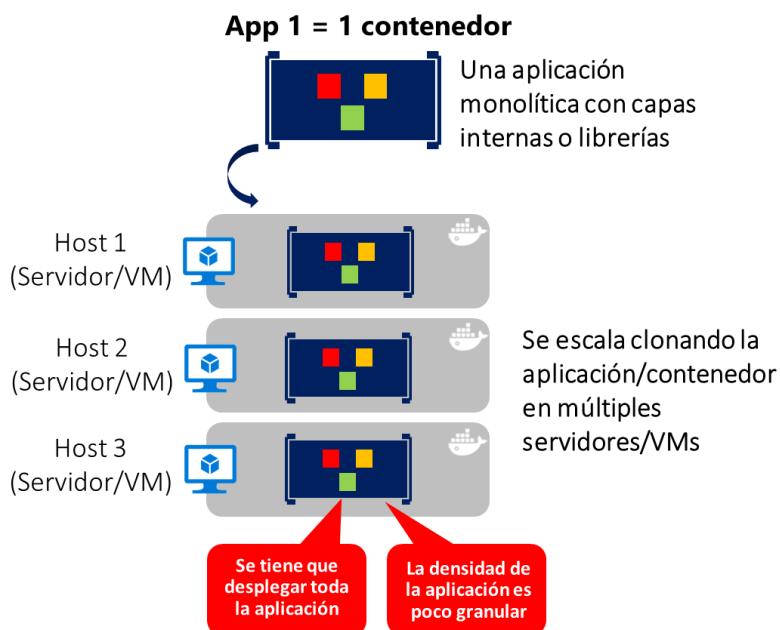 App 1 = 1 contenedor
Una aplicación
monolítica con capas
internas o librerías
Host 1
(Servidor/VM)
Host 2
(Servidor/VM)
Host 3
(Servidor/VM)
Se escala clonando la
aplicación/contenedor
en múltiples
servidores/VMs
Se tiene que
desplegar toda
la aplicación
La densidad de
la aplicación es
poco granular